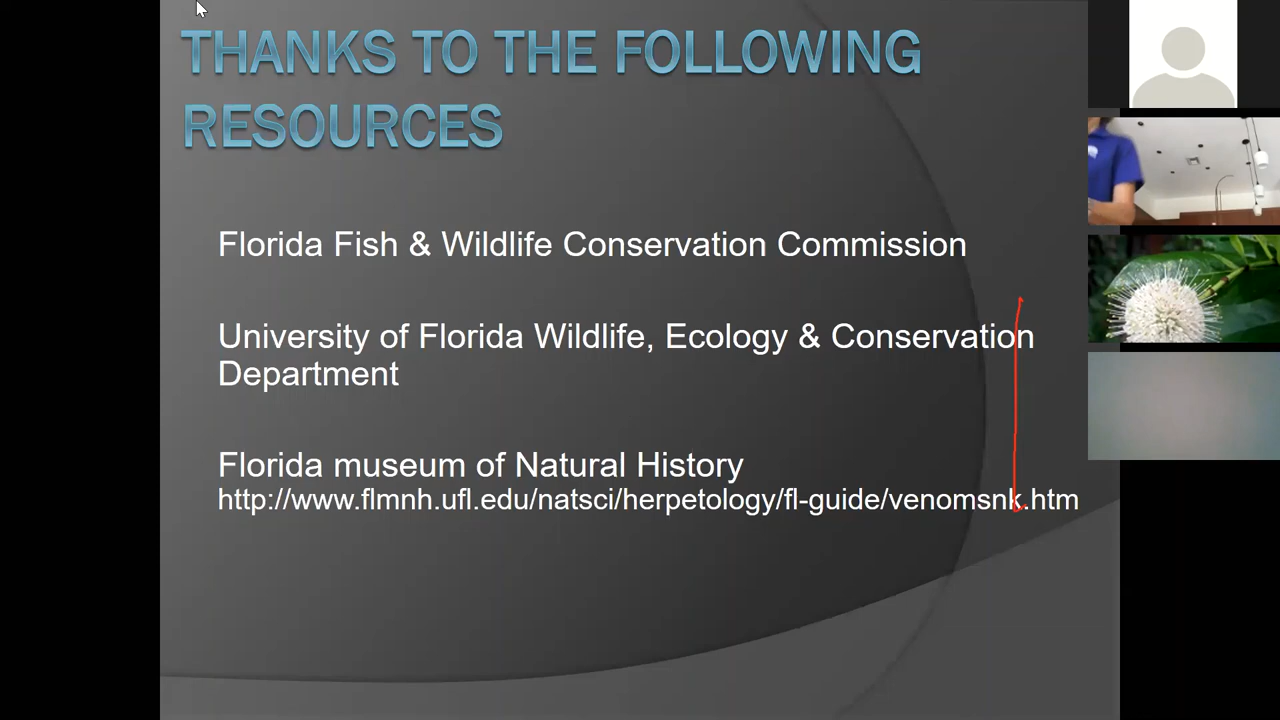 THANKS TO THE FOLLOWING
RESOURCES
Florida Fish & Wildlife Conservation Commission
University of Florida Wildlife, Ecology & Conservation
Department
Florida museum of Natural History
http://www.flmnh.ufl.edu/natsci/herpetology/fl-guide/venomsnk.htm